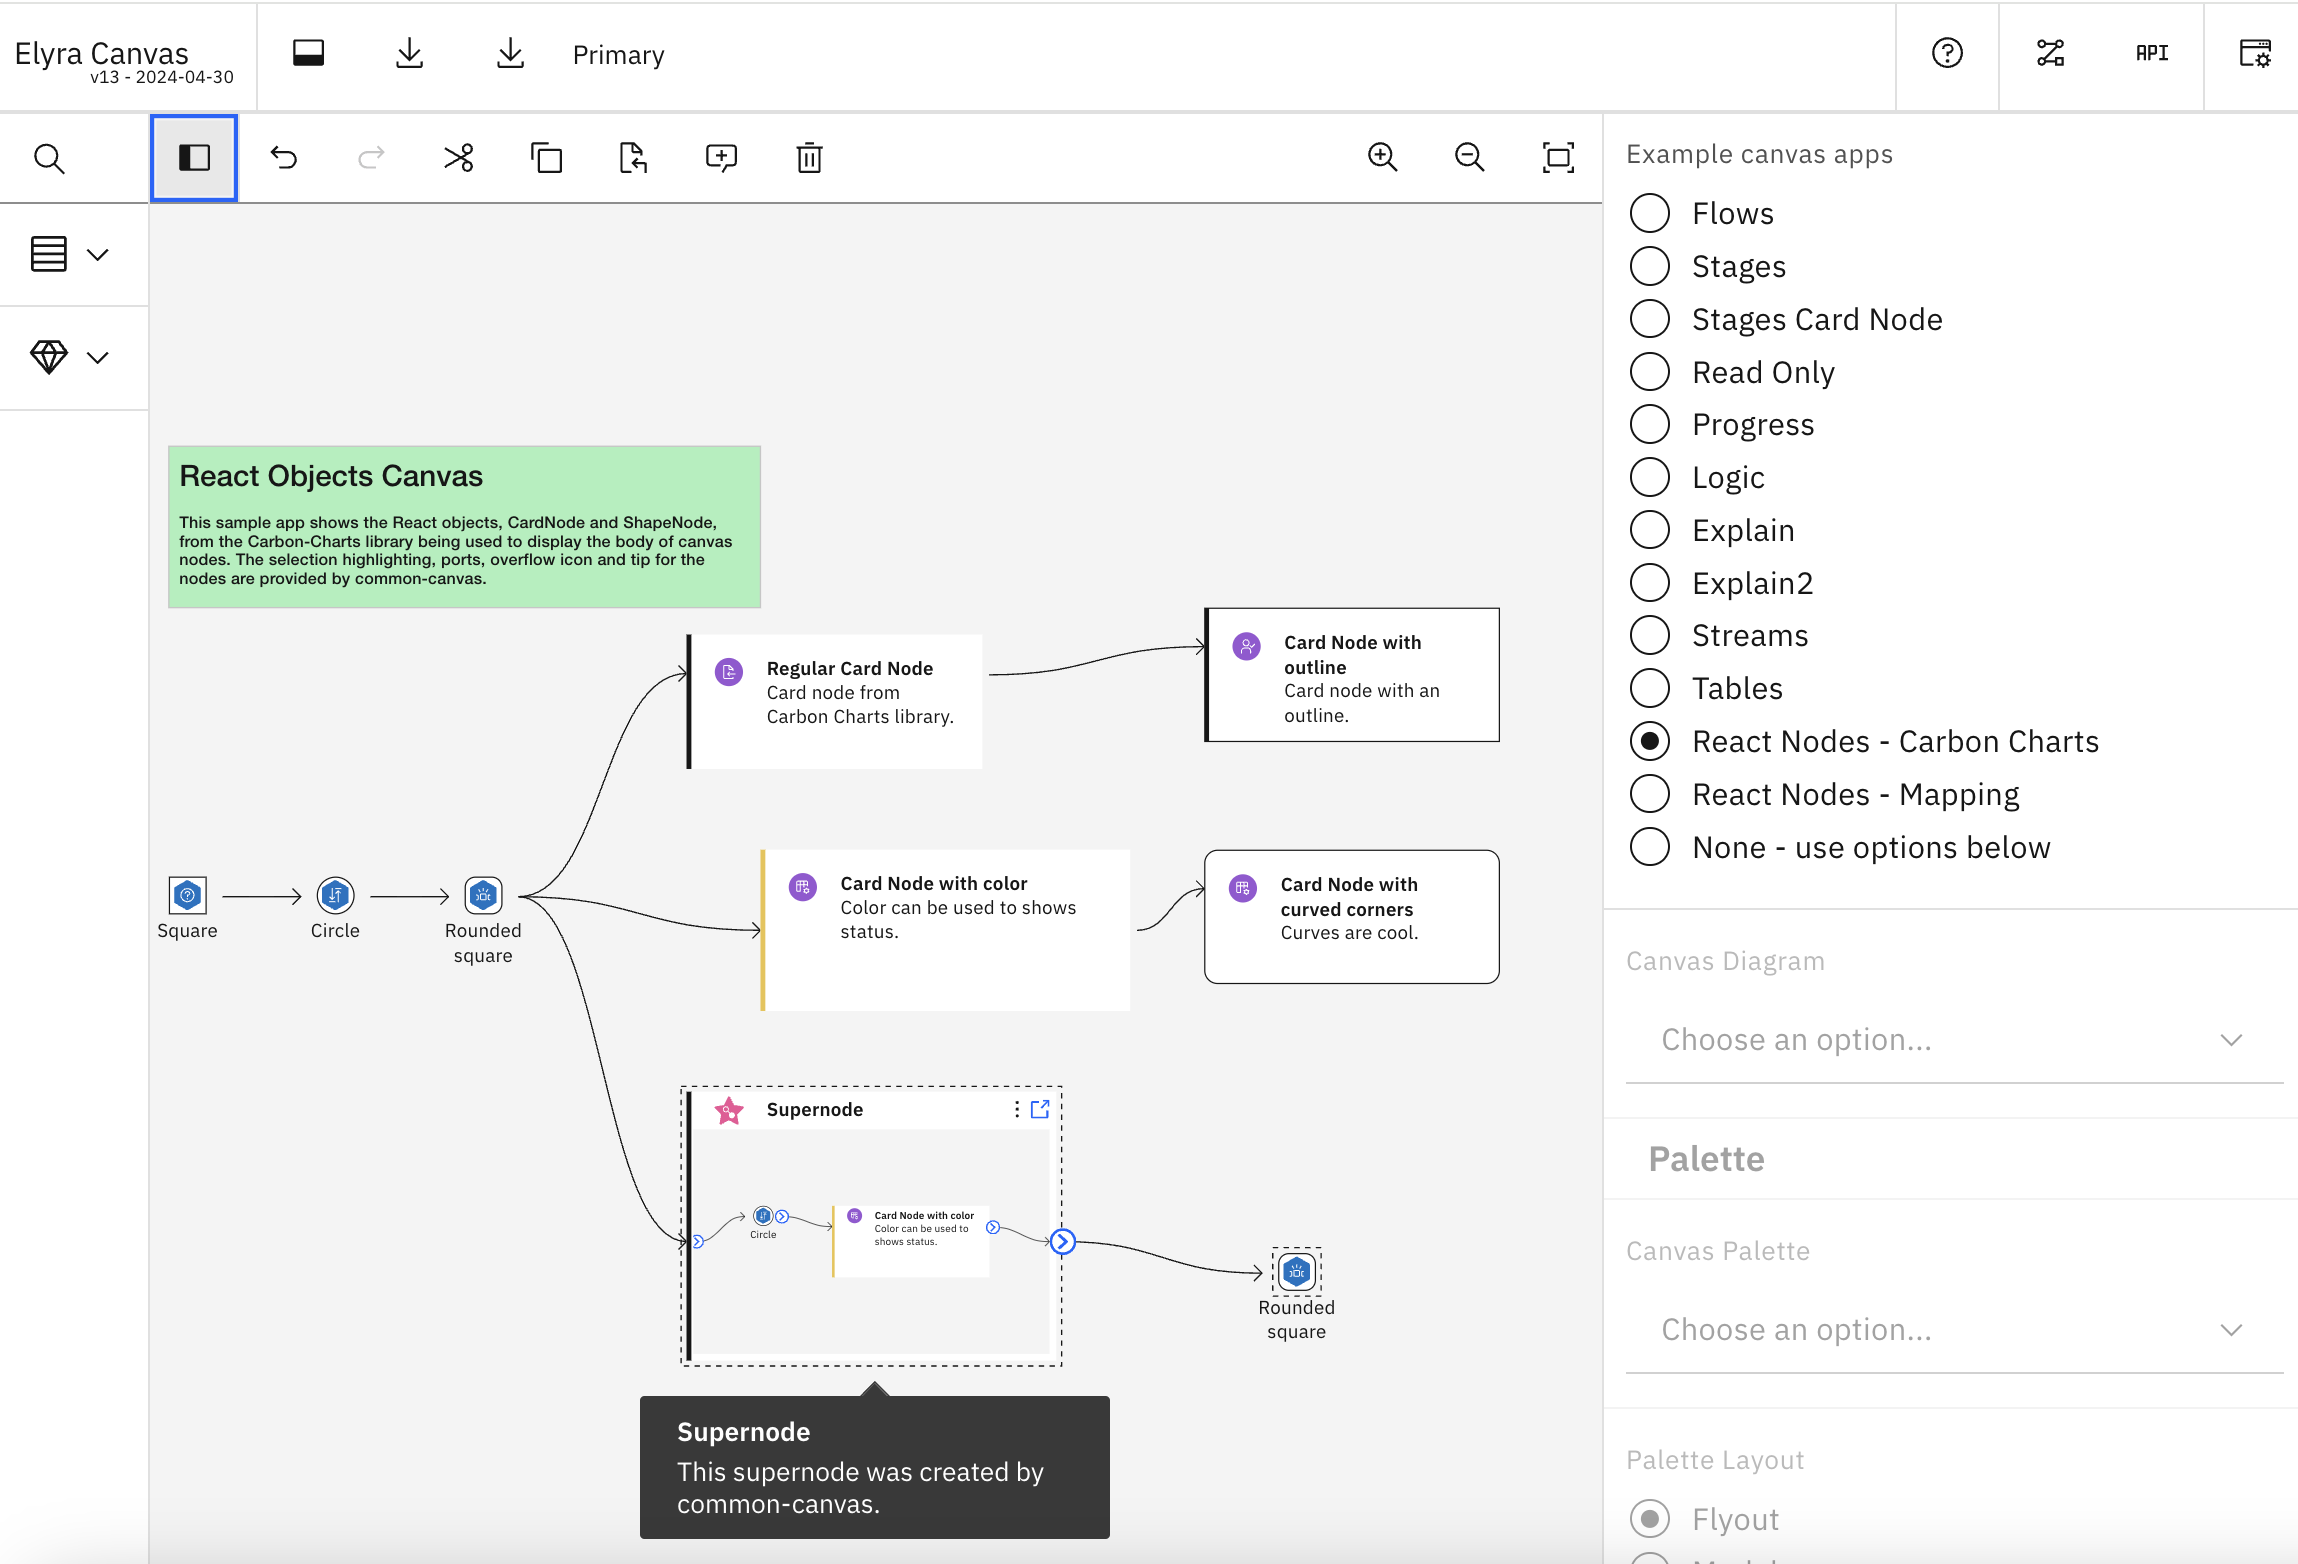 Elyra Canvas
v13 - 2024-04-30
Primary
API
Example canvas apps
Flows
Stages
Stages Card Node
Read Only
Progress
Logic
Explain
Explain2
Streams
Tables
React Nodes - Carbon Charts
React Nodes - Mapping
None - use options below
Canvas Diagram
Choose an option...
Palette
Canvas Palette
Choose an option...
Palette Layout
Flyout
React Objects Canvas
This sample app shows the React objects, CardNode and ShapeNode,
from the Carbon-Charts library being used to display the body of canvas
nodes. The selection highlighting, ports, overflow icon and tip for the
nodes are provided by common-canvas.
Regular Card Node
Card node from
Carbon Charts library.
Card Node with
outline
Card node with an
outline.
Square
Circle
Rounded
square
Card Node with color
Color can be used to shows
status.
Card Node with
curved corners
Curves are cool.
Supernode
Circle
Card Node with color
Color can be used to
shows status.
Rounded
square
Supernode
This supernode was created by
common-canvas.